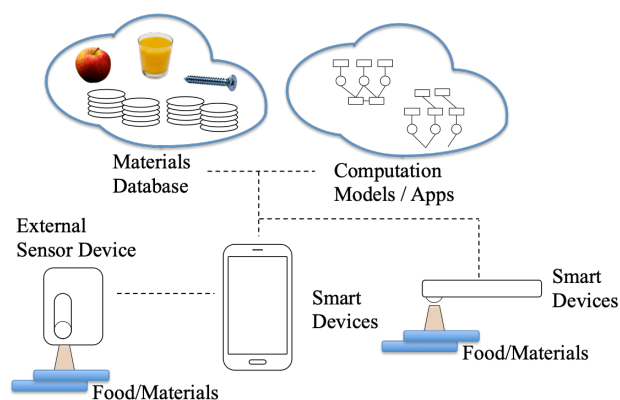 Materials
Database
Computation
Models / Apps
External
Sensor Device
Smart
Devices
Smart
Devices
Food/Materials
Food/Materials